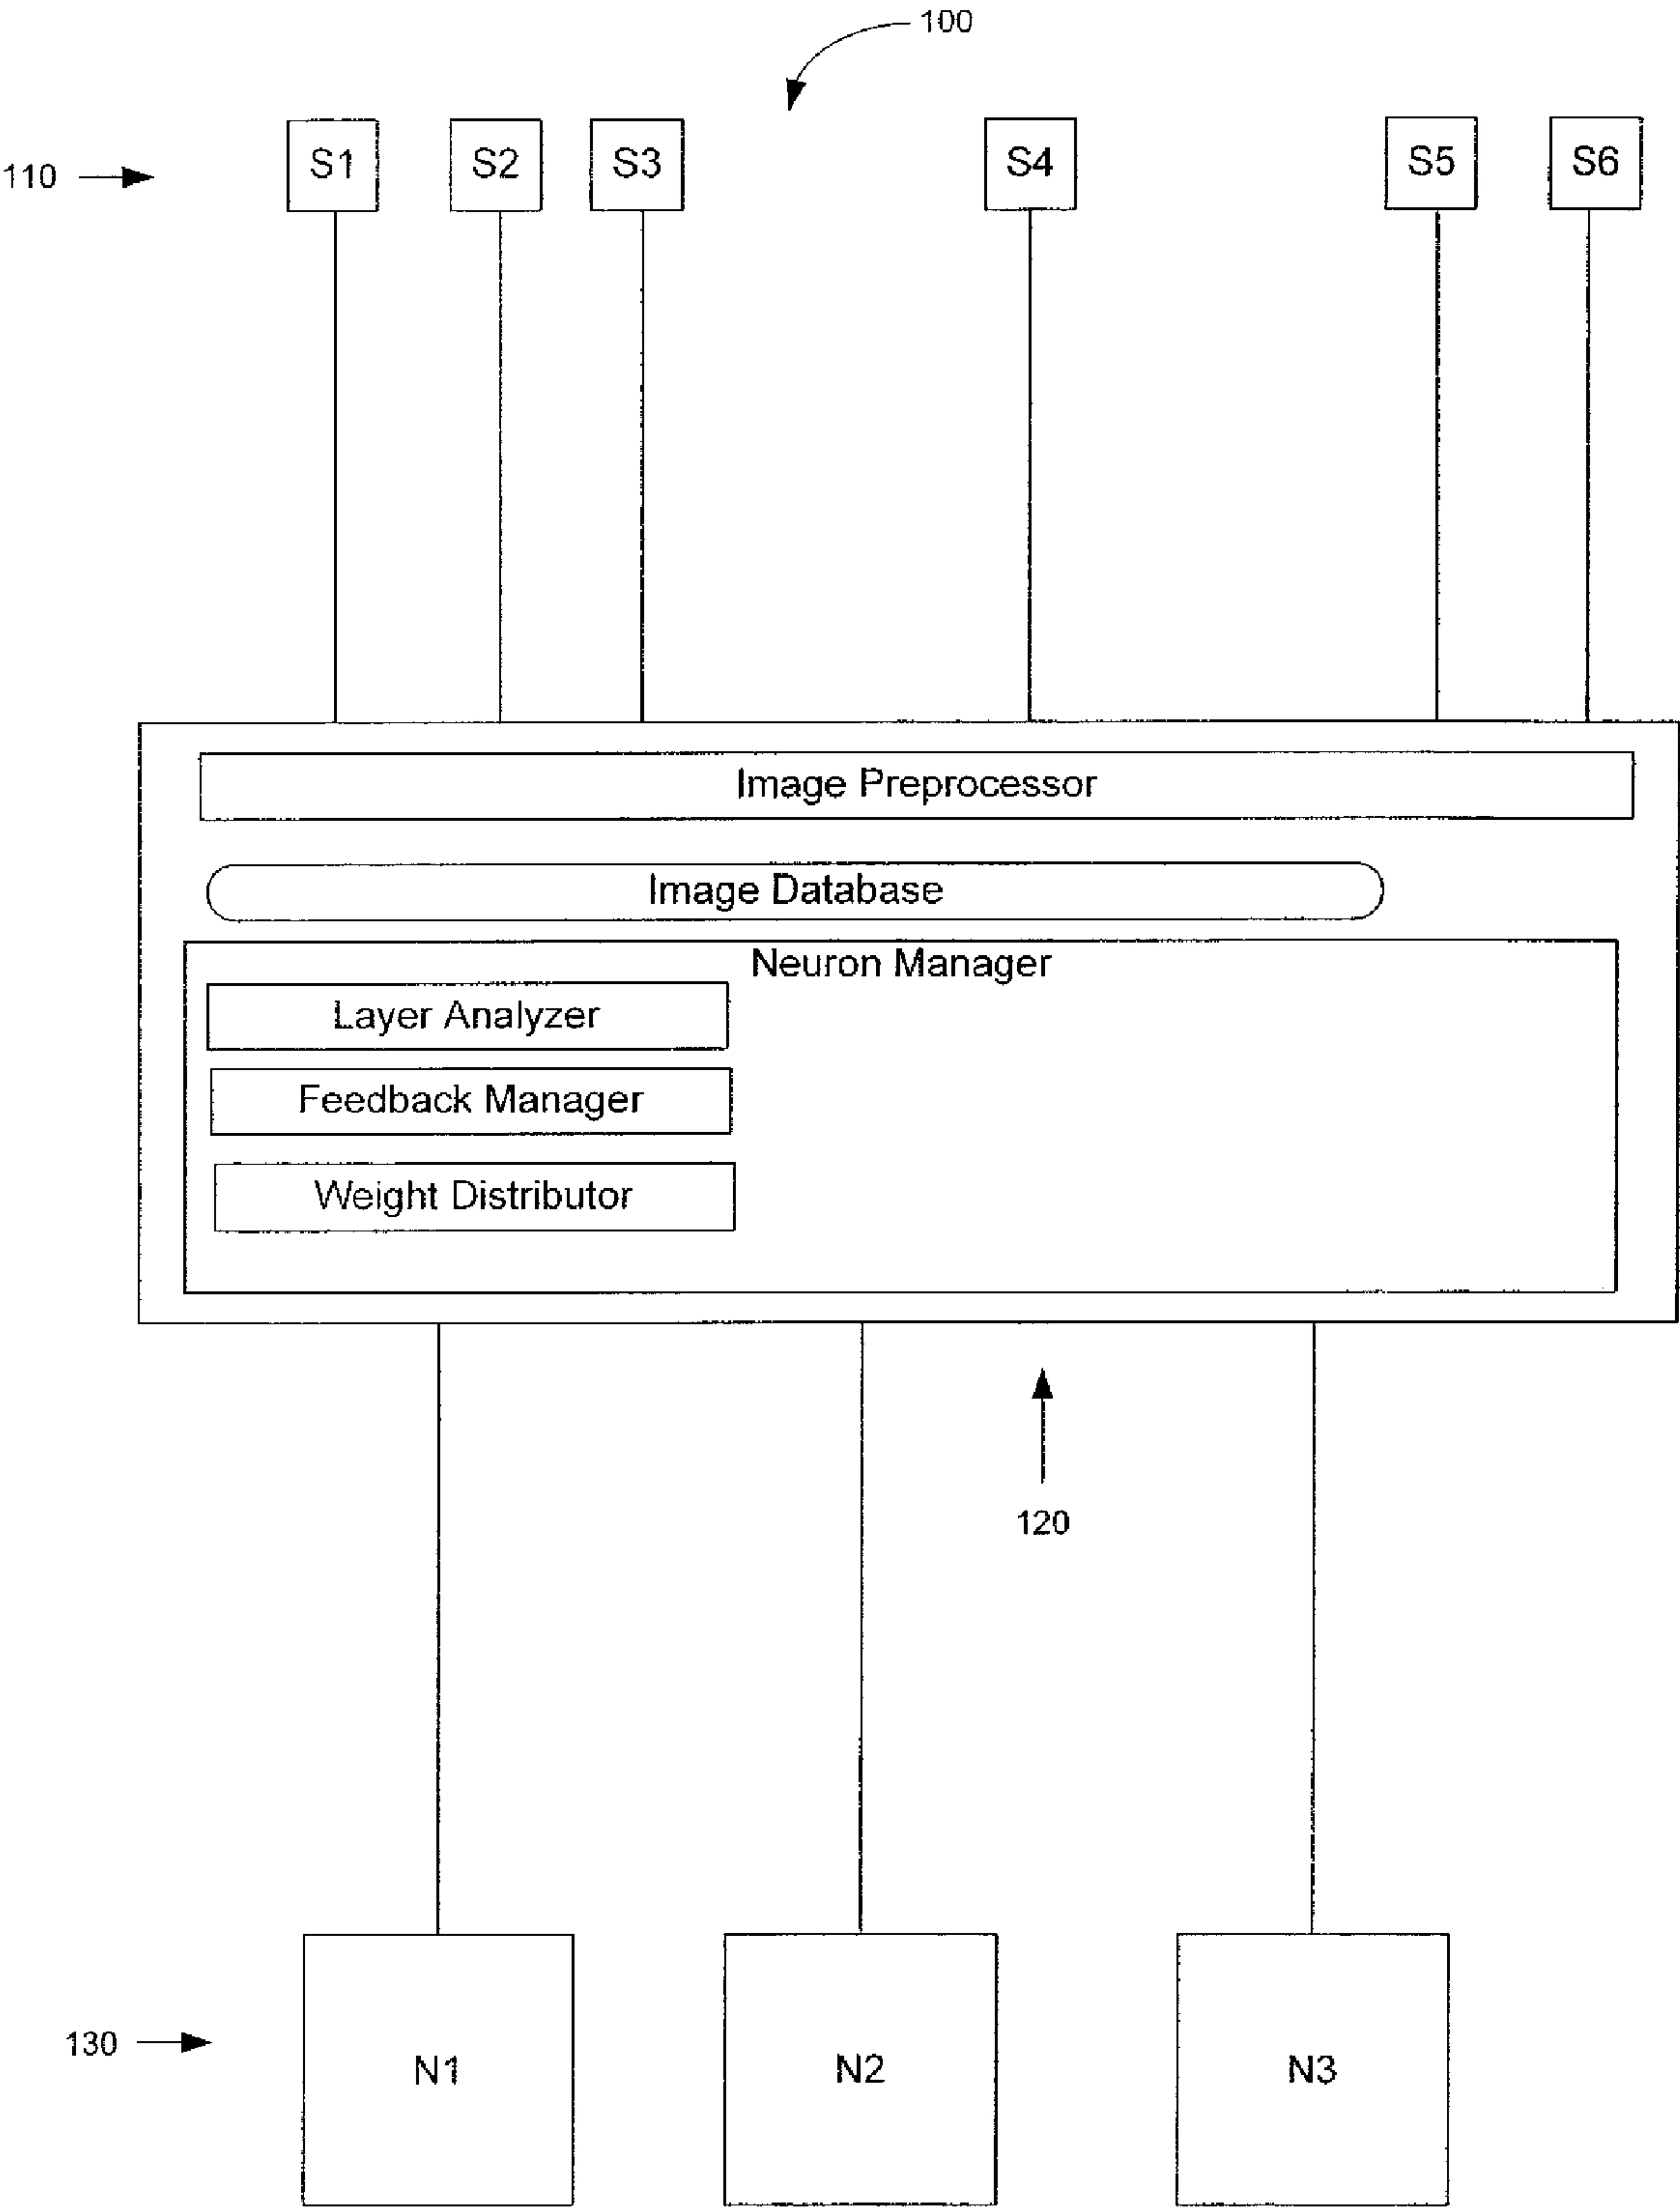 100
110
S1 S2 S3 S4 S5 S6
Image Preprocessor
Image Database
Neuron Manager
Layer Analyzer
Feedback Manager
Weight Distributor
120
130
N1 N2 N3